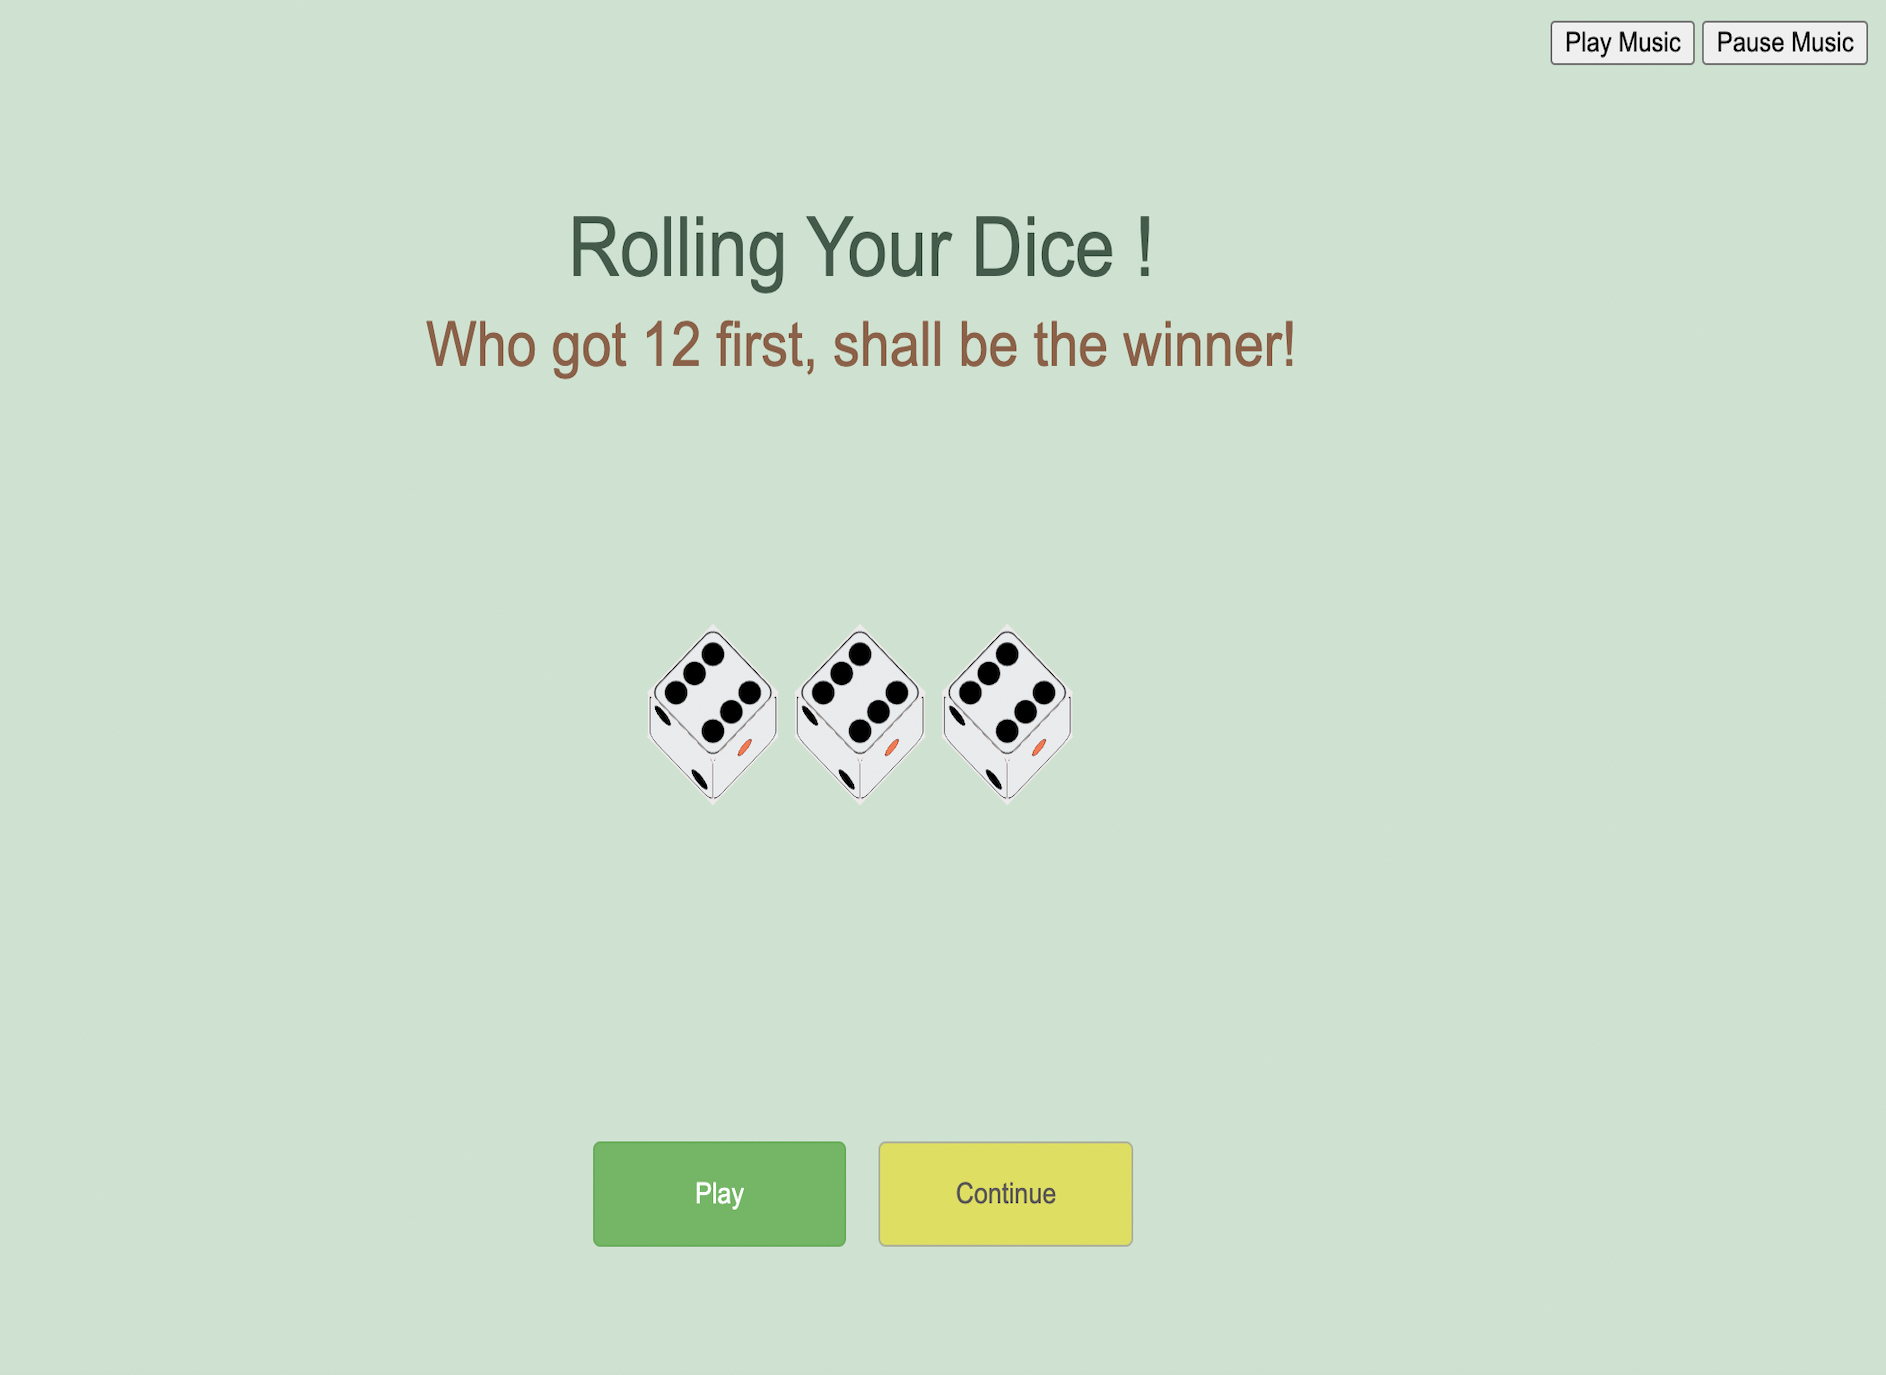 Play Music Pause Music
Rolling Your Dice !
Who got 12 first, shall be the winner!
Play Continue